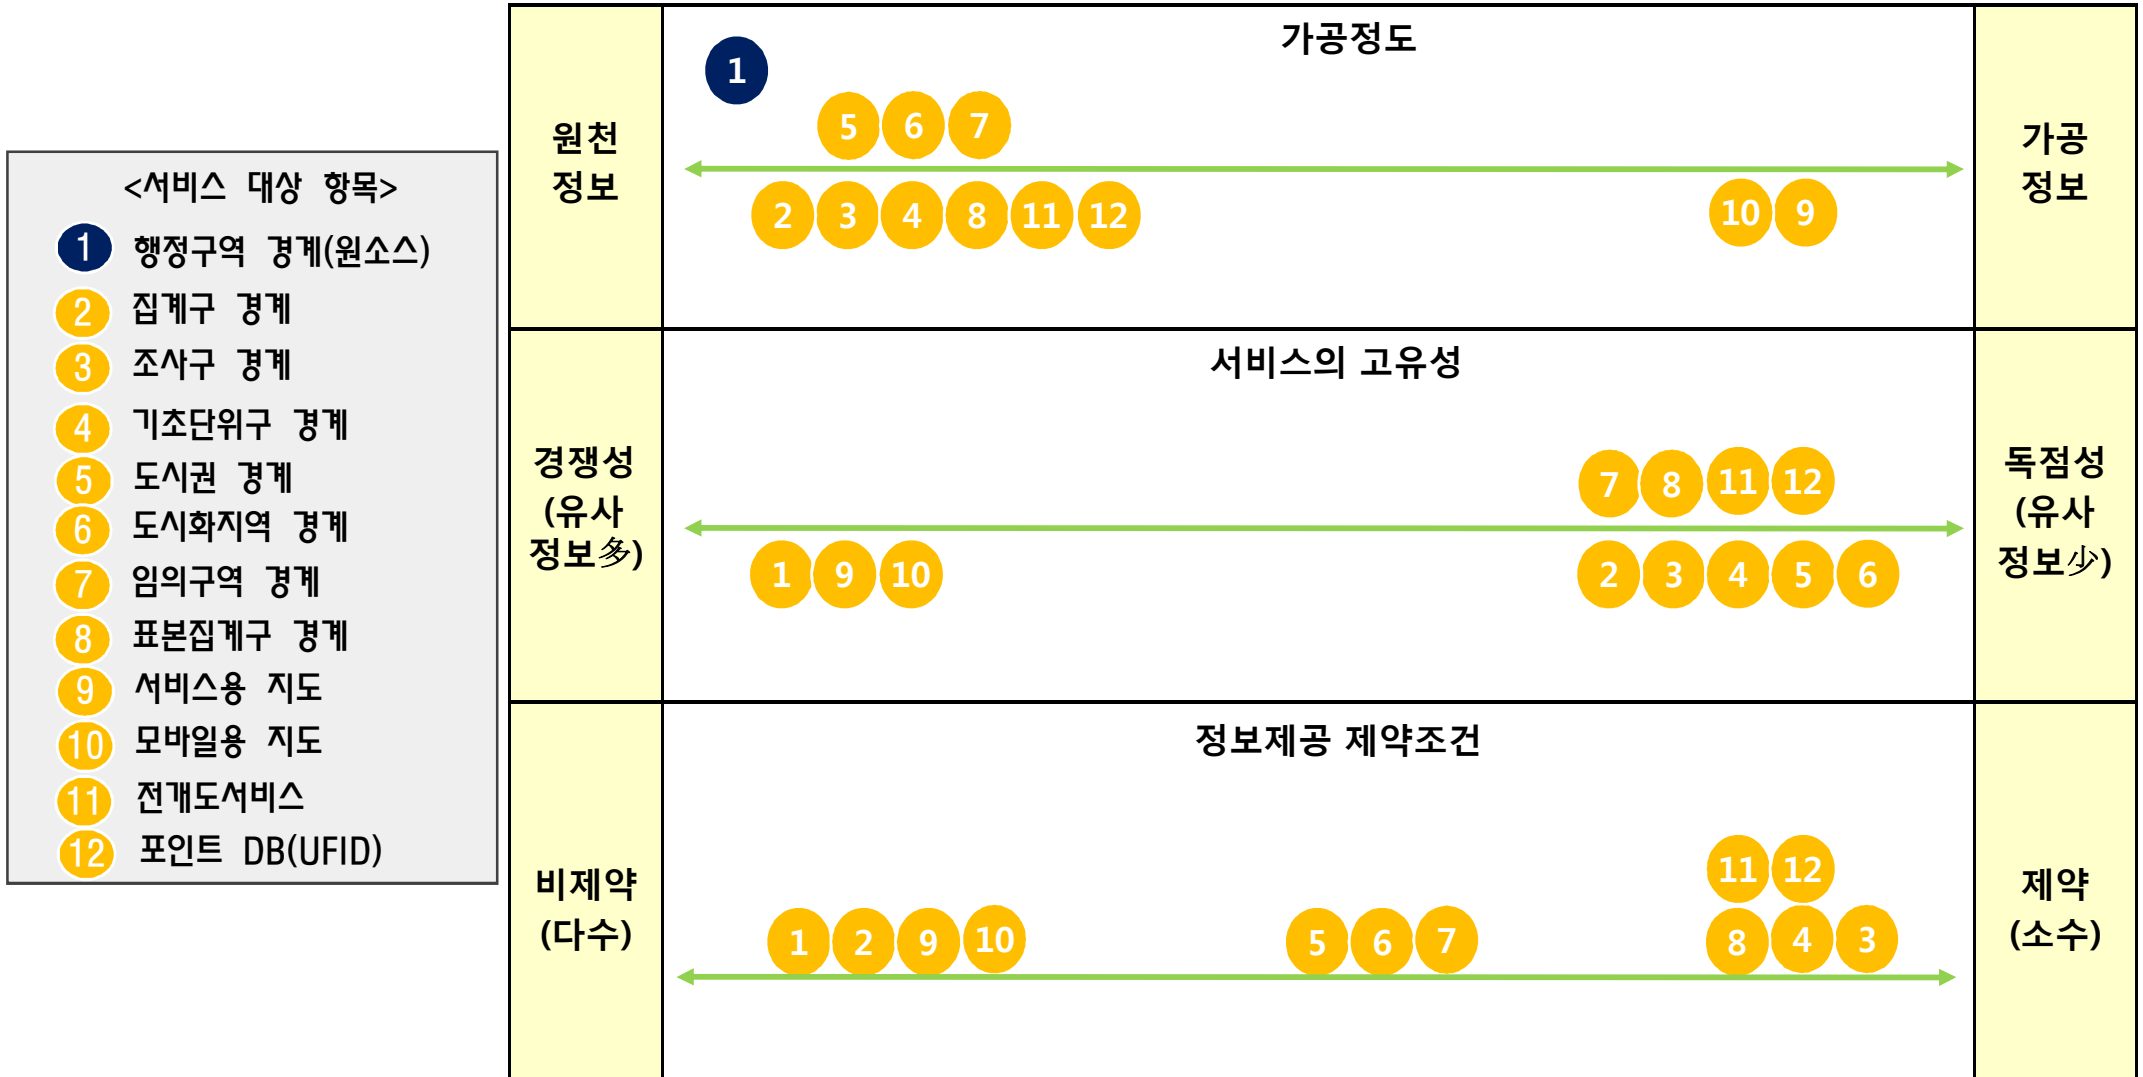 <서비스 대상 항목>
1 행정구역 경계(원소스)
2 집계구 경계
3 조사구 경계
4 기초단위구 경계
5 도시권 경계
6 도시화지역 경계
7 임의구역 경계
8 표본집계구 경계
9 서비스용 지도
10 모바일용 지도
11 전개도서비스
12 포인트 DB(UFID)
원천
정보
가공정도
1
5 6 7
2 3 4 8 11 12
10 9
가공
정보
경쟁성
(유사
정보多)
서비스의 고유성
7 8 11 12
1 9 10
2 3 4 5 6
독점성
(유사
정보少)
비제약
(다수)
정보제공 제약조건
11 12
1 2 9 10
5 6 7
8 4 3
제약
(소수)